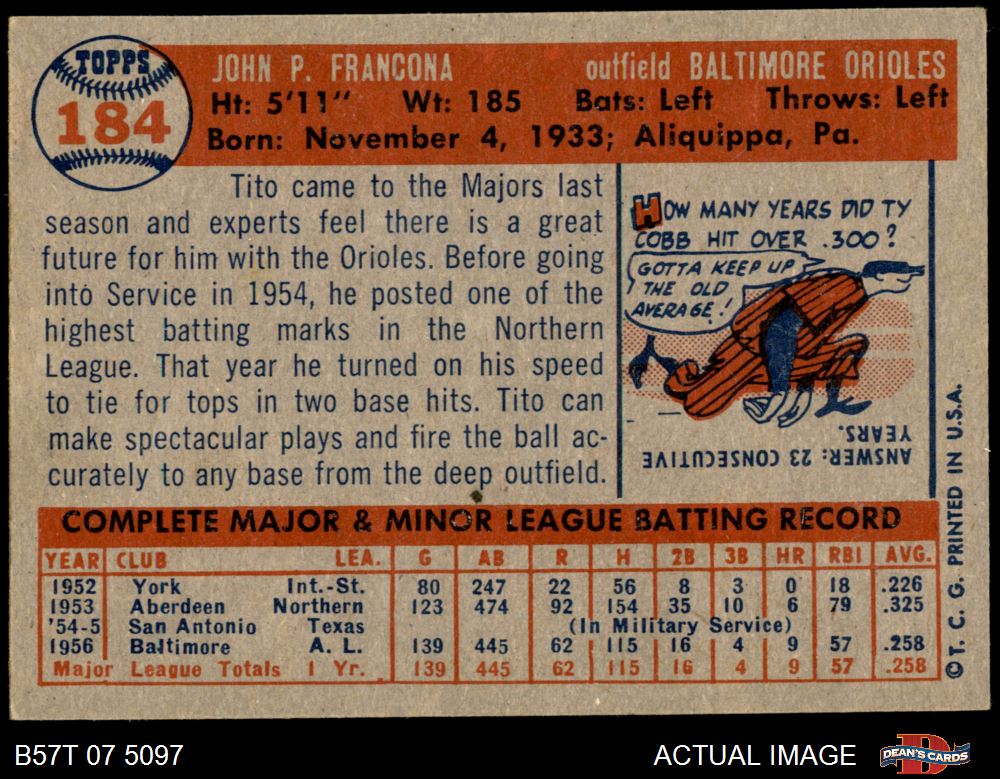 TOPPS
184
JOHN P. FRANCONA outfield BALTIMORE ORIOLES
Ht: 5'11" Wt: 185 Bats: Left Throws: Left
Born: November 4, 1933; Aliquippa, Pa.
Tito came to the Majors last
season and experts feel there is a great
future for him with the Orioles. Before going
into Service in 1954, he posted one of the
highest batting marks in the Northern
League. That year he turned on his speed
to tie for tops in two base hits. Tito can
make spectacular plays and fire the ball ac-
curately to any base from the deep outfield.
HOW MANY YEARS DID TY
COBB HIT OVER .300?
GOTTA KEEP UP
THE OLD
AVERAGE!
ANSWER: 23 CONSECUTIVE
YEARS.
COMPLETE MAJOR & MINOR LEAGUE BATTING RECORD
YEAR CLUB LEA. G AB R H 2B 3B HR RBI AVG.
1952 York Int.-St. 80 247 22 56 8 3 0 18 .226
1953 Aberdeen Northern 123 474 92 154 35 10 6 79 .325
'54-5 San Antonio Texas (In Military Service)
1956 Baltimore A. L. 139 445 62 115 16 4 9 57 .258
Major League Totals 1 Yr. 139 445 62 115 16 4 9 57 .258
© T. C. G. PRINTED IN U.S.A.
B57T 07 5097 ACTUAL IMAGE
DEAN'S CARDS